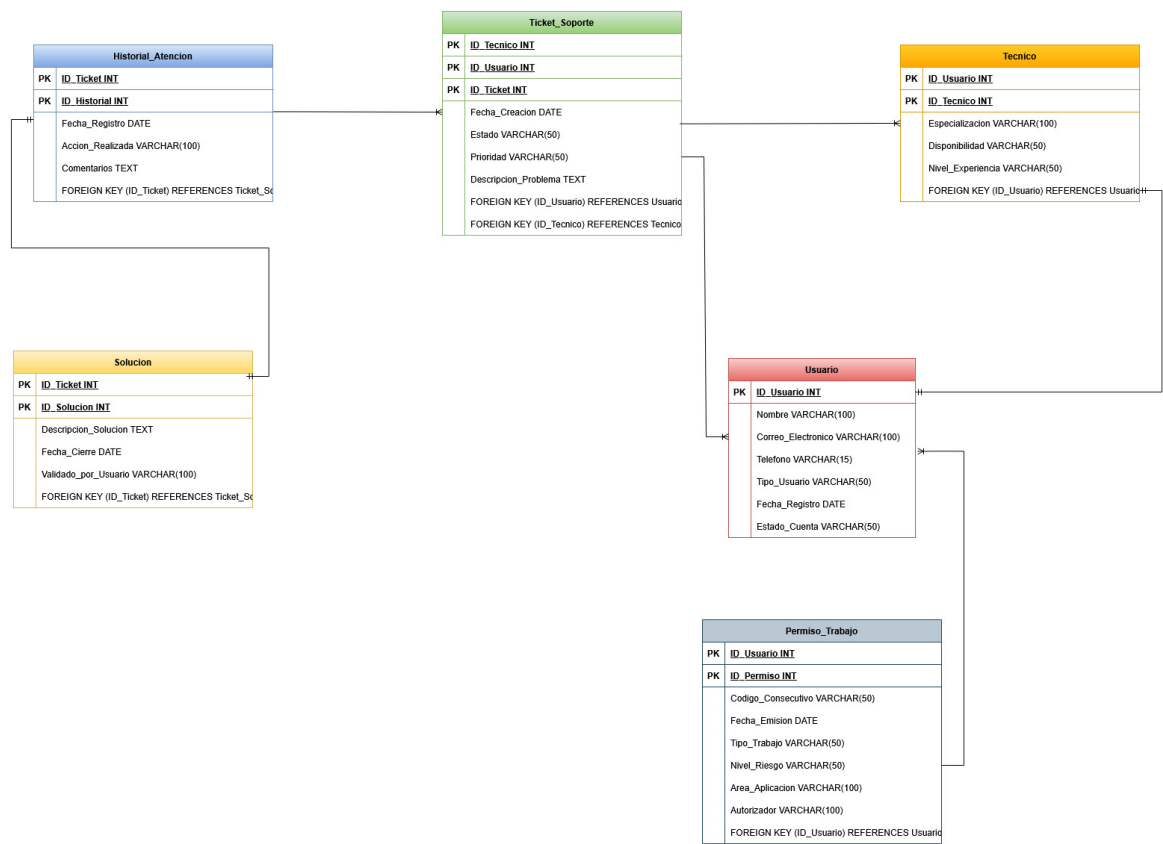 Historial_Atencion
PK ID_Ticket INT
PK ID_Historial INT
Fecha_Registro DATE
Accion_Realizada VARCHAR(100)
Comentarios TEXT
FOREIGN KEY (ID_Ticket) REFERENCES Ticket_So
Ticket_Soporte
PK ID_Tecnico INT
PK ID_Usuario INT
PK ID_Ticket INT
Fecha_Creacion DATE
Estado VARCHAR(50)
Prioridad VARCHAR(50)
Descripcion_Problema TEXT
FOREIGN KEY (ID_Usuario) REFERENCES Usuario
FOREIGN KEY (ID_Tecnico) REFERENCES Tecnico
Tecnico
PK ID_Usuario INT
PK ID_Tecnico INT
Especializacion VARCHAR(100)
Disponibilidad VARCHAR(50)
Nivel_Experiencia VARCHAR(50)
FOREIGN KEY (ID_Usuario) REFERENCES Usuario
Solucion
PK ID_Ticket INT
PK ID_Solucion INT
Descripcion_Solucion TEXT
Fecha_Cierre DATE
Validado_por_Usuario VARCHAR(100)
FOREIGN KEY (ID_Ticket) REFERENCES Ticket_So
Usuario
PK ID_Usuario INT
Nombre VARCHAR(100)
Correo_Electronico VARCHAR(100)
Telefono VARCHAR(15)
Tipo_Usuario VARCHAR(50)
Fecha_Registro DATE
Estado_Cuenta VARCHAR(50)
Permiso_Trabajo
PK ID_Usuario INT
PK ID_Permiso INT
Codigo_Consecutivo VARCHAR(50)
Fecha_Emision DATE
Tipo_Trabajo VARCHAR(50)
Nivel_Riesgo VARCHAR(50)
Area_Aplicacion VARCHAR(100)
Autorizador VARCHAR(100)
FOREIGN KEY (ID_Usuario) REFERENCES Usuario